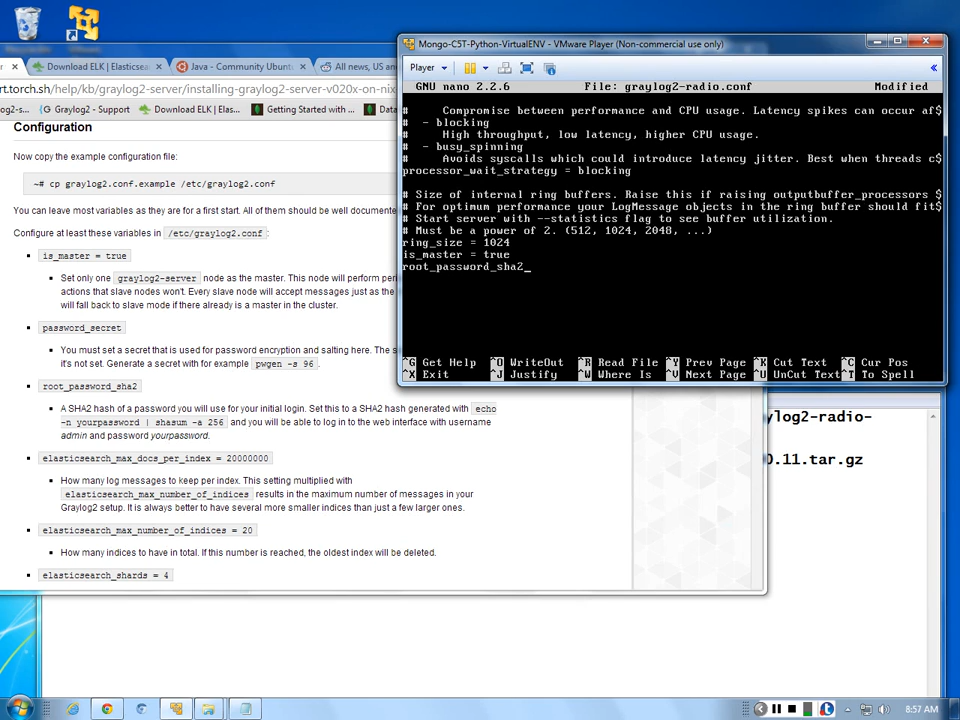 Mongo-C5T-Python-VirtualENV - VMware Player (Non-commercial use only)
Download ELK | Elasticse
Java - Community Ubunt
All news, US an
rt.torch.sh/help/kb/graylog2-server/installing-graylog2-server-v020x-on-nix
og2-s...
Graylog2 - Support
Download ELK | Elas...
Getting Started with ...
Player
GNU nano 2.2.6 File: graylog2-radio.conf Modified
# Compromise between performance and CPU usage. Latency spikes can occur af$
# - blocking
# High throughput, low latency, higher CPU usage.
# - busy_spinning
# Avoids syscalls which could introduce latency jitter. Best when threads c$
processor_wait_strategy = blocking
# Size of internal ring buffers. Raise this if raising outputbuffer_processors $
# For optimum performance your LogMessage objects in the ring buffer should fit$
# Start server with --statistics flag to see buffer utilization.
# Must be a power of 2. (512, 1024, 2048, ...)
ring_size = 1024
is_master = true
root_password_sha2_
^G Get Help ^O WriteOut ^R Read File ^Y Prev Page ^K Cut Text ^C Cur Pos
^X Exit ^J Justify ^W Where Is ^V Next Page ^U UnCut Text ^T To Spell
Configuration
Now copy the example configuration file:
~# cp graylog2.conf.example /etc/graylog2.conf
You can leave most variables as they are for a first start. All of them should be well documente
Configure at least these variables in /etc/graylog2.conf :
is_master = true
Set only one graylog2-server node as the master. This node will perform peri
actions that slave nodes won't. Every slave node will accept messages just as the
will fall back to slave mode if there already is a master in the cluster.
password_secret
You must set a secret that is used for password encryption and salting here. The s
it's not set. Generate a secret with for example pwgen -s 96 .
root_password_sha2
A SHA2 hash of a password you will use for your initial login. Set this to a SHA2 hash generated with echo
-n yourpassword | shasum -a 256 and you will be able to log in to the web interface with username
admin and password yourpassword.
elasticsearch_max_docs_per_index = 20000000
How many log messages to keep per index. This setting multiplied with
elasticsearch_max_number_of_indices results in the maximum number of messages in your
Graylog2 setup. It is always better to have several more smaller indices than just a few larger ones.
elasticsearch_max_number_of_indices = 20
How many indices to have in total. If this number is reached, the oldest index will be deleted.
elasticsearch_shards = 4
ylog2-radio-
0.11.tar.gz
8:57 AM